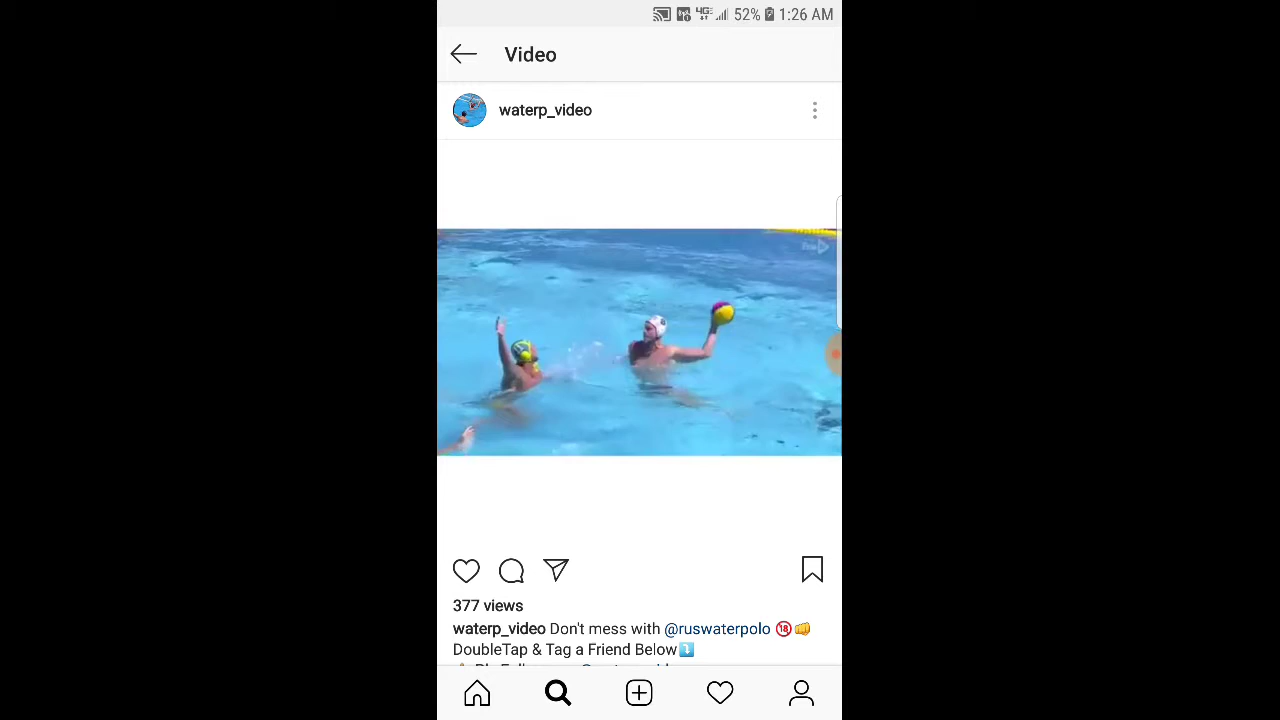 52% 1:26 AM
Video
waterp_video
377 views
waterp_video Don't mess with @ruswaterpolo 🔞👊
DoubleTap & Tag a Friend Below⤵️